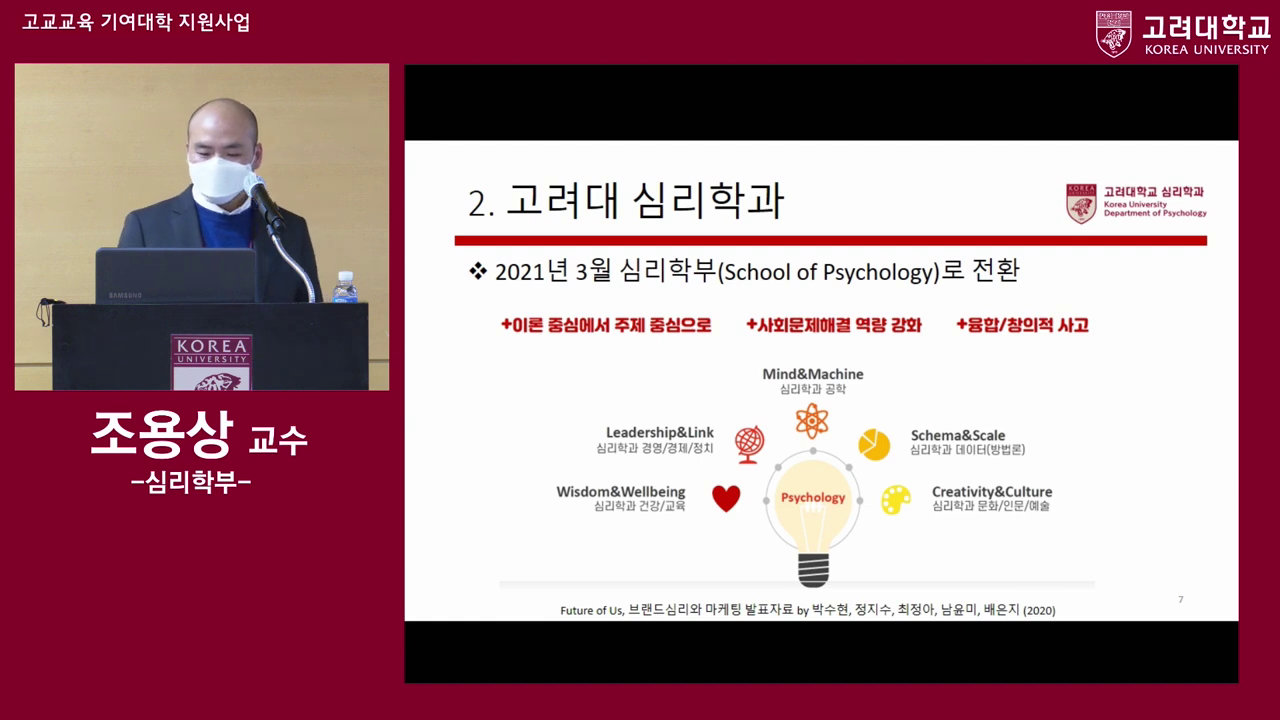 고교교육 기여대학 지원사업
고려대학교
KOREA UNIVERSITY
SAMSUNG
KOREA
UNIVERSITY
조용상 교수
-심리학부-
2. 고려대 심리학과
KOREA
고려대학교 심리학과
Korea University
Department of Psychology
❖ 2021년 3월 심리학부(School of Psychology)로 전환
+이론 중심에서 주제 중심으로 +사회문제해결 역량 강화 +융합/창의적 사고
Mind&Machine
심리학과 공학
Leadership&Link
심리학과 경영/경제/정치
Schema&Scale
심리학과 데이터(방법론)
Wisdom&Wellbeing
심리학과 건강/교육
Psychology
Creativity&Culture
심리학과 문화/인문/예술
Future of Us, 브랜드심리와 마케팅 발표자료 by 박수현, 정지수, 최정아, 남윤미, 배은지 (2020)
7